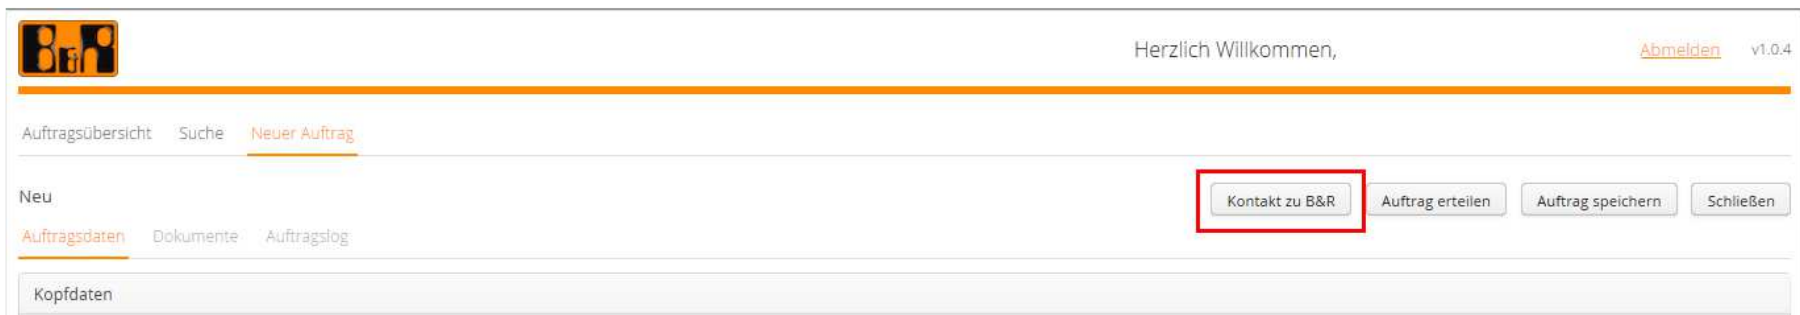 B&R
Herzlich Willkommen,
Abmelden v1.0.4
Auftragsübersicht Suche Neuer Auftrag
Neu
Kontakt zu B&R Auftrag erteilen Auftrag speichern Schließen
Auftragsdaten Dokumente Auftragslog
Kopfdaten